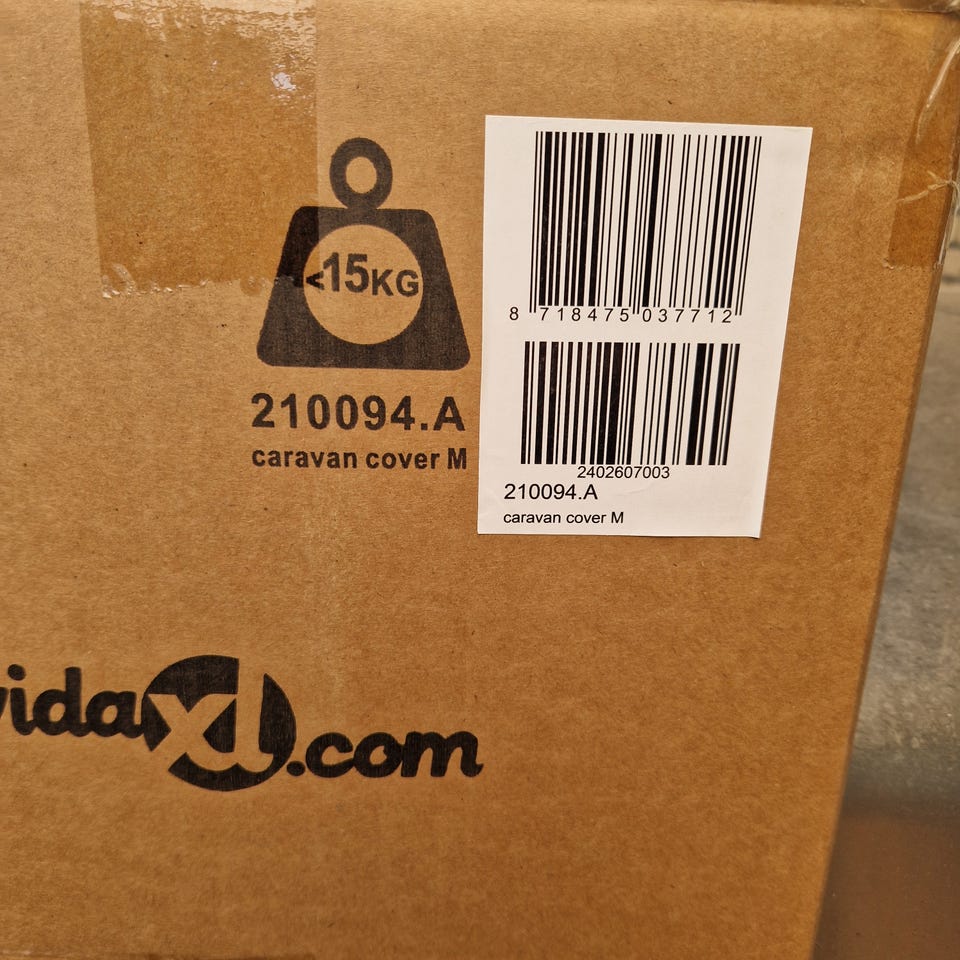 <15KG
210094.A
caravan cover M
8 718475 037712
2402607003
210094.A
caravan cover M
vidaXL.com